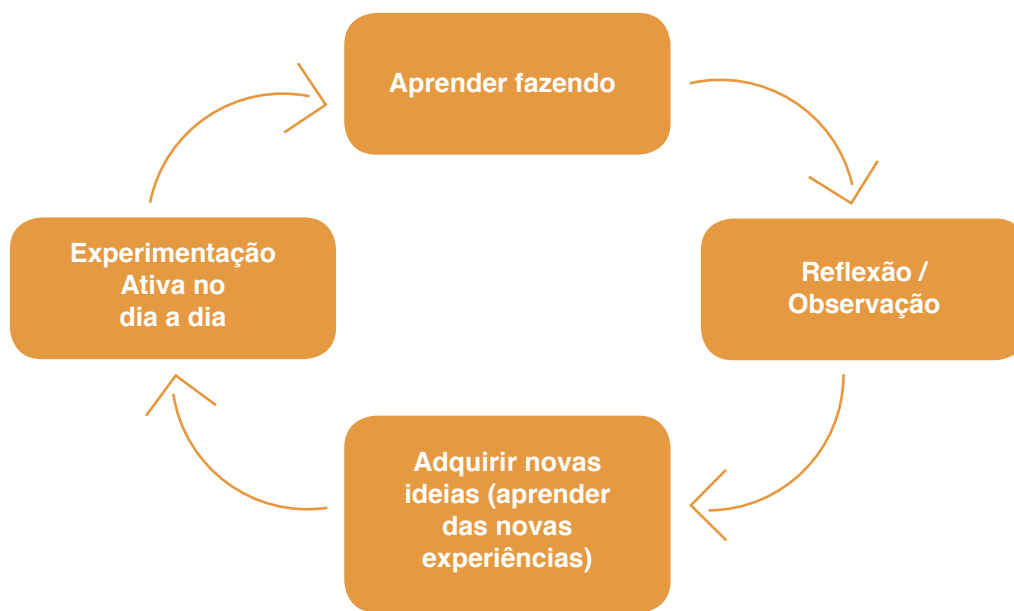 Aprender fazendo
Reflexão /
Observação
Adquirir novas
ideias (aprender
das novas
experiências)
Experimentação
Ativa no
dia a dia